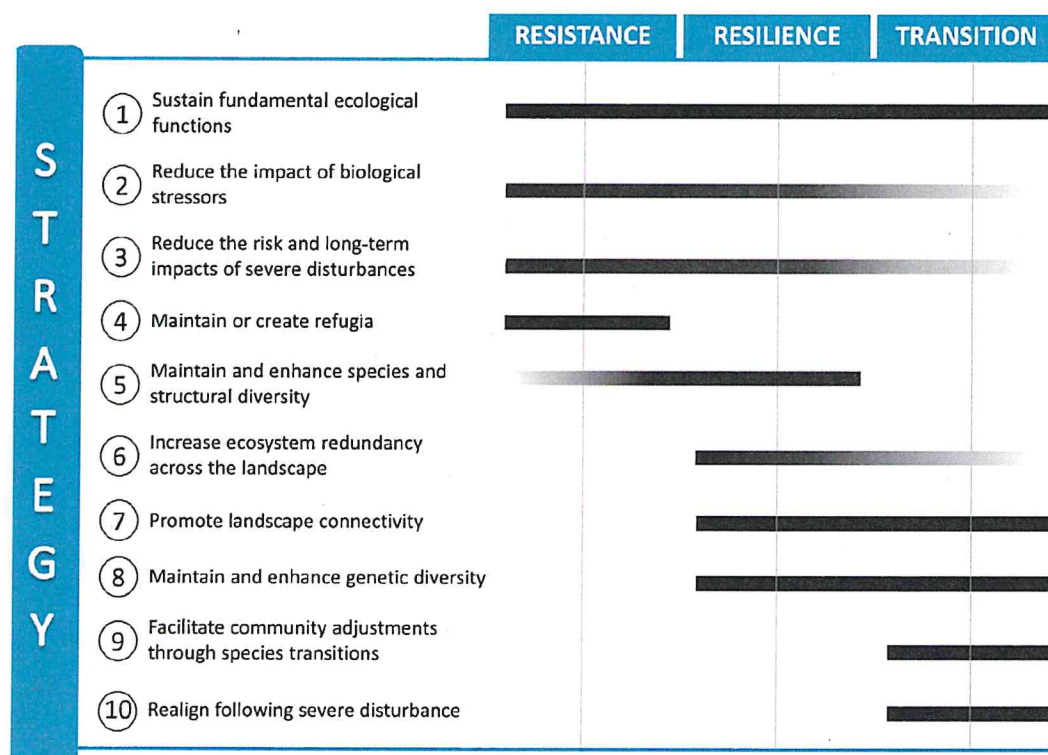 RESISTANCE RESILIENCE TRANSITION
STRATEGY
1 Sustain fundamental ecological
functions
2 Reduce the impact of biological
stressors
3 Reduce the risk and long-term
impacts of severe disturbances
4 Maintain or create refugia
5 Maintain and enhance species and
structural diversity
6 Increase ecosystem redundancy
across the landscape
7 Promote landscape connectivity
8 Maintain and enhance genetic diversity
9 Facilitate community adjustments
through species transitions
10 Realign following severe disturbance